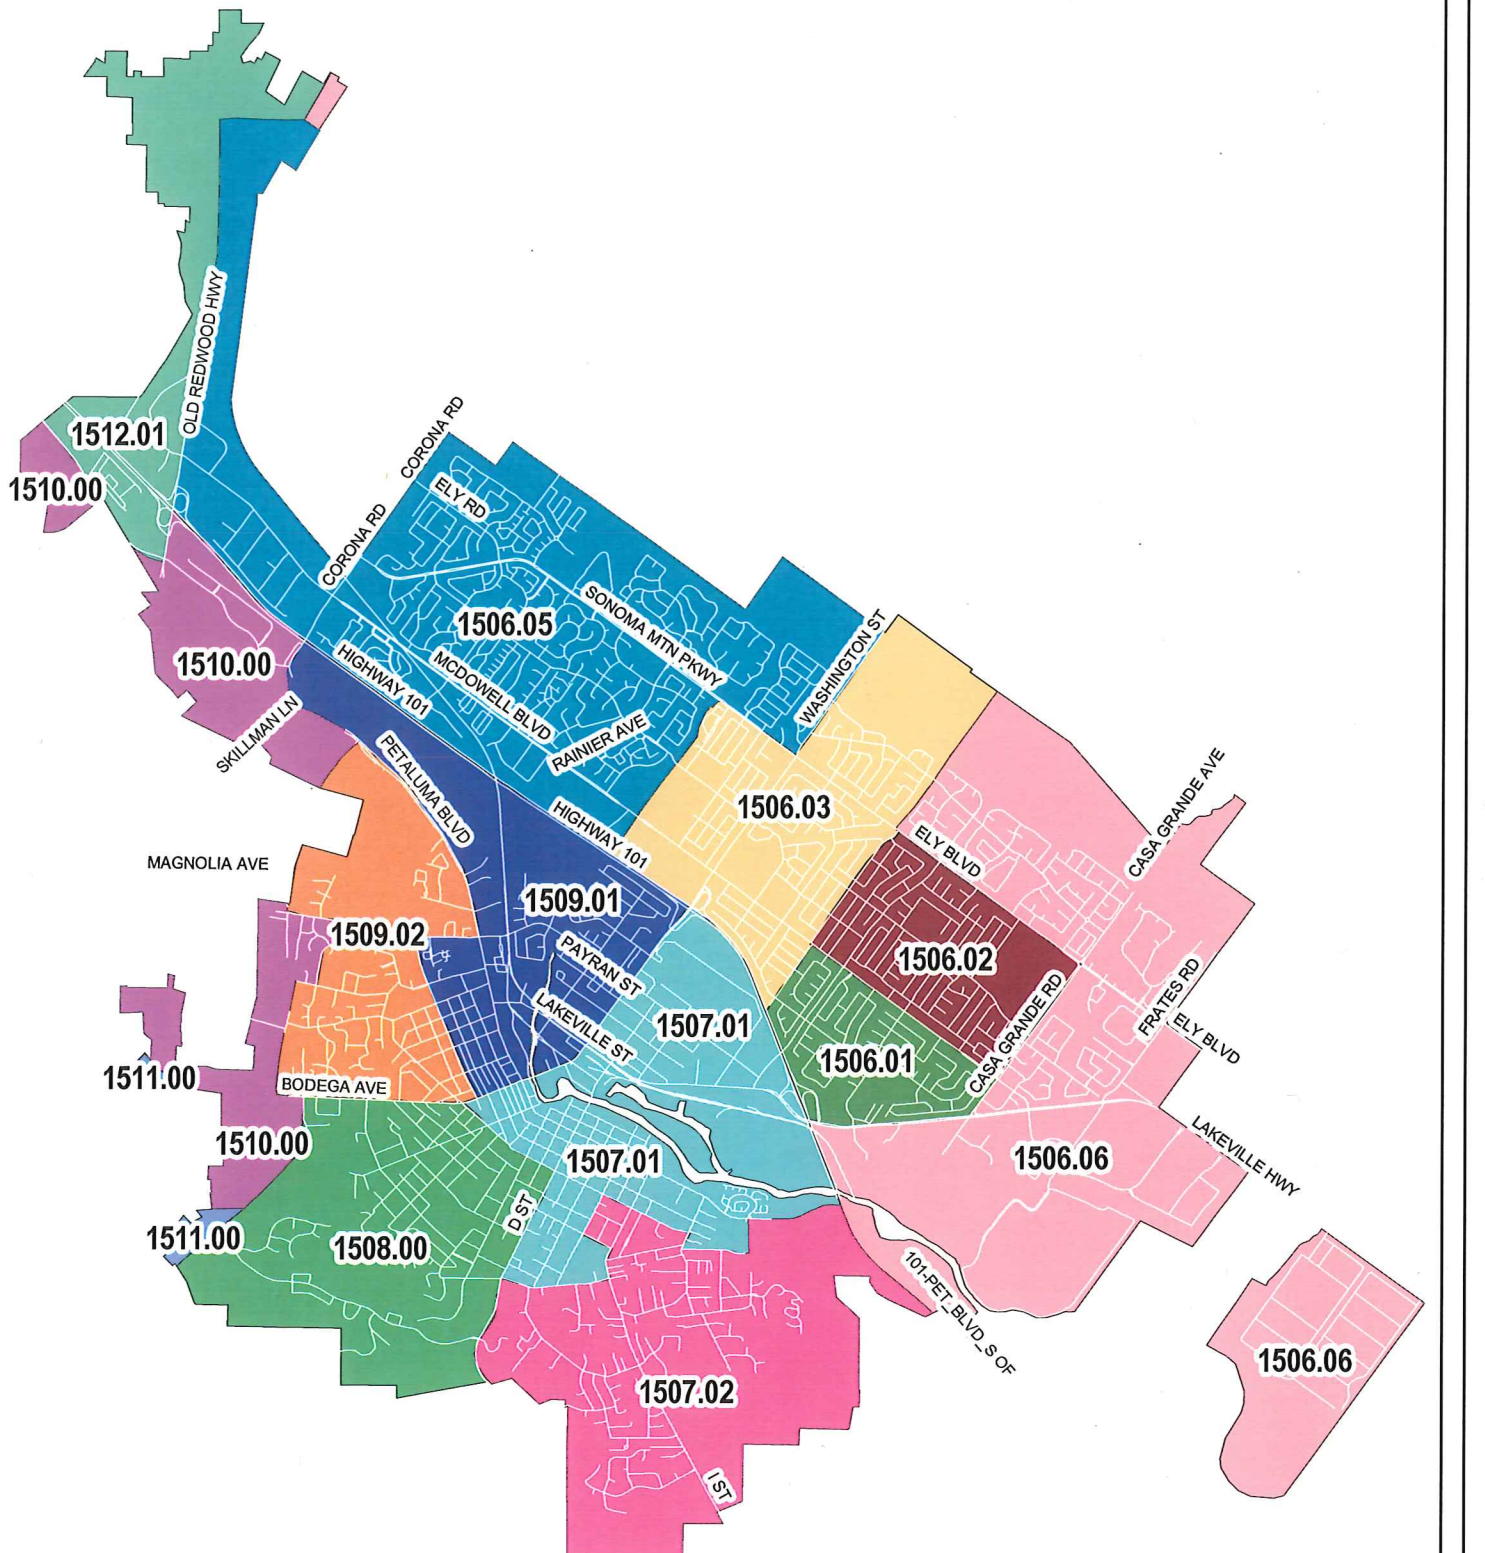 OLD REDWOOD HWY
1512.01
CORONA RD
1510.00
ELY RD
CORONA RD
SONOMA MTN PKWY
1506.05
WASHINGTON ST
HIGHWAY 101
1510.00
MCDOWELL BLVD
SKILLMAN LN
RAINIER AVE
PETALUMA BLVD
1506.03
CASA GRANDE AVE
HIGHWAY 101
ELY BLVD
MAGNOLIA AVE
1509.01
1509.02
1506.02
PAYRAN ST
FRATES RD
LAKEVILLE ST
1507.01
CASA GRANDE RD
ELY BLVD
1506.01
1511.00
BODEGA AVE
1510.00
1507.01
1506.06
LAKEVILLE HWY
D ST
1511.00
1508.00
101-PET_BLVD_S OF
1506.06
1507.02
I ST